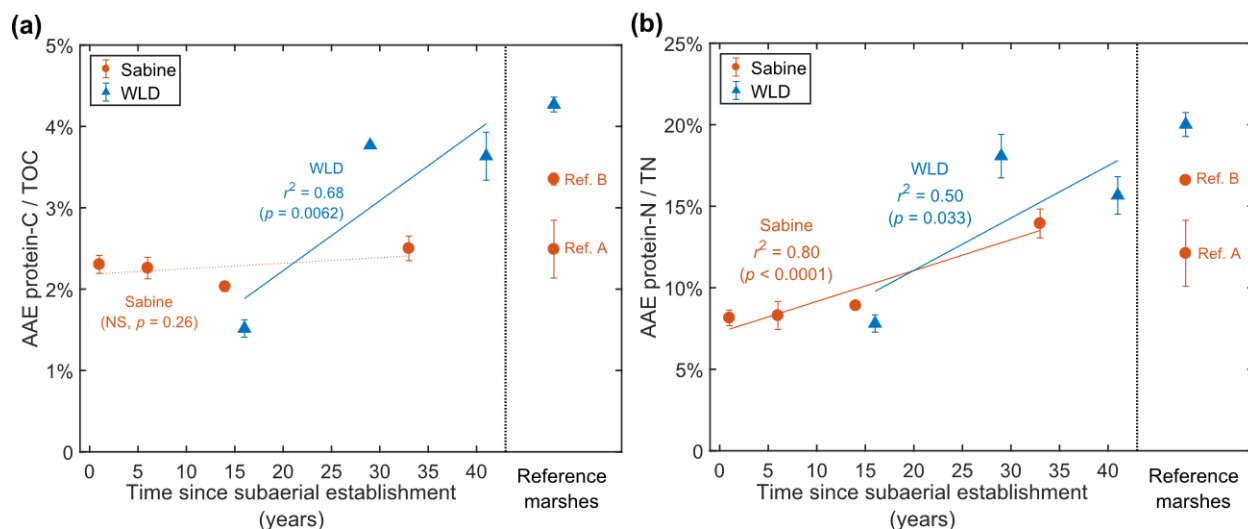 (a)
AAE protein-C / TOC
5%
4%
3%
2%
1%
0
Sabine
WLD
WLD
r² = 0.68
(p = 0.0062)
Sabine
(NS, p = 0.26)
Ref. B
Ref. A
0 5 10 15 20 25 30 35 40
Time since subaerial establishment
(years)
Reference
marshes
(b)
AAE protein-N / TN
25%
20%
15%
10%
5%
0
Sabine
WLD
WLD
r² = 0.50
(p = 0.033)
Sabine
r² = 0.80
(p < 0.0001)
Ref. B
Ref. A
0 5 10 15 20 25 30 35 40
Time since subaerial establishment
(years)
Reference
marshes